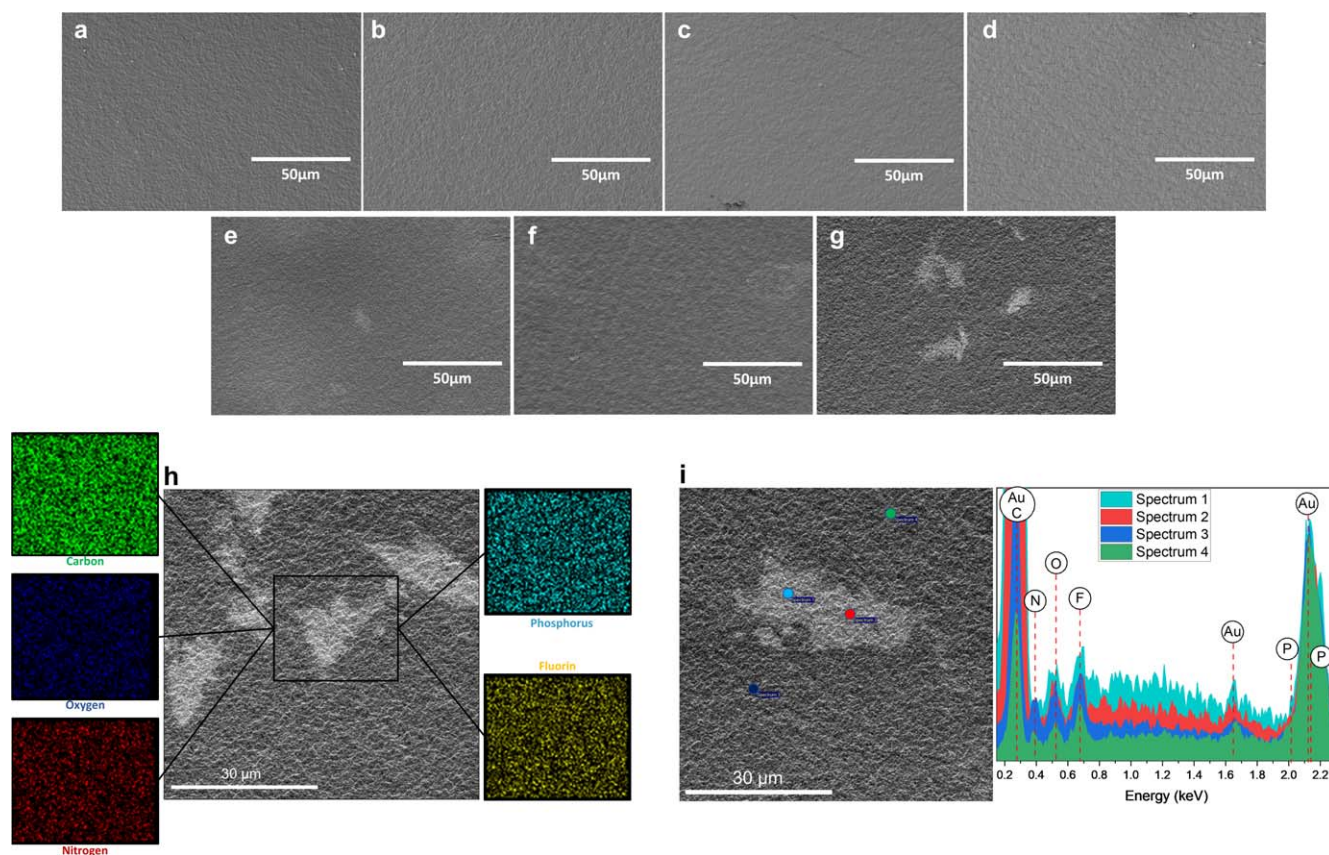 a
b
c
d
50μm
50μm
50μm
50μm
e
f
g
50μm
50μm
50μm
Carbon
Oxygen
Nitrogen
h
30 μm
Phosphorus
Fluorin
i
30 μm
Au
C
N
O
F
Au
P
Au
P
Spectrum 1
Spectrum 2
Spectrum 3
Spectrum 4
0.2 0.4 0.6 0.8 1.0 1.2 1.4 1.6 1.8 2.0 2.2
Energy (keV)